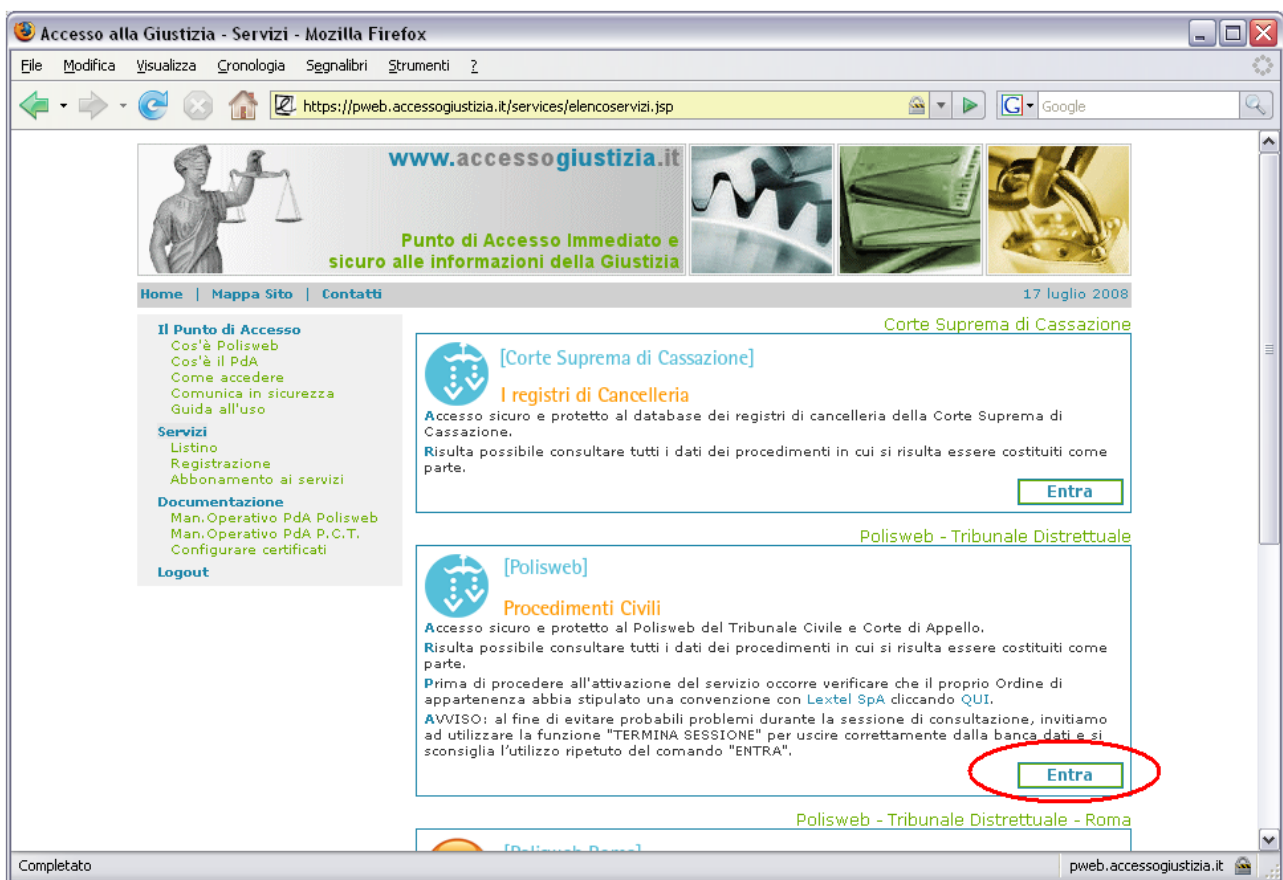 Accesso alla Giustizia - Servizi - Mozilla Firefox
File Modifica Visualizza Cronologia Segnalibri Strumenti ?
https://pweb.accessogiustizia.it/services/elencoservizi.jsp
G Google
www.accessogiustizia.it
Punto di Accesso Immediato e
sicuro alle informazioni della Giustizia
Home | Mappa Sito | Contatti
17 luglio 2008
Il Punto di Accesso
Cos'è Polisweb
Cos'è il PdA
Come accedere
Comunica in sicurezza
Guida all'uso
Servizi
Listino
Registrazione
Abbonamento ai servizi
Documentazione
Man.Operativo PdA Polisweb
Man.Operativo PdA P.C.T.
Configurare certificati
Logout
Corte Suprema di Cassazione
[Corte Suprema di Cassazione]
I registri di Cancelleria
Accesso sicuro e protetto al database dei registri di cancelleria della Corte Suprema di
Cassazione.
Risulta possibile consultare tutti i dati dei procedimenti in cui si risulta essere costituiti come
parte.
Entra
Polisweb - Tribunale Distrettuale
[Polisweb]
Procedimenti Civili
Accesso sicuro e protetto al Polisweb del Tribunale Civile e Corte di Appello.
Risulta possibile consultare tutti i dati dei procedimenti in cui si risulta essere costituiti come
parte.
Prima di procedere all'attivazione del servizio occorre verificare che il proprio Ordine di
appartenenza abbia stipulato una convenzione con Lextel SpA cliccando QUI.
AVVISO: al fine di evitare probabili problemi durante la sessione di consultazione, invitiamo
ad utilizzare la funzione "TERMINA SESSIONE" per uscire correttamente dalla banca dati e si
sconsiglia l'utilizzo ripetuto del comando "ENTRA".
Entra
Polisweb - Tribunale Distrettuale - Roma
[Polisweb Roma]
Completato
pweb.accessogiustizia.it